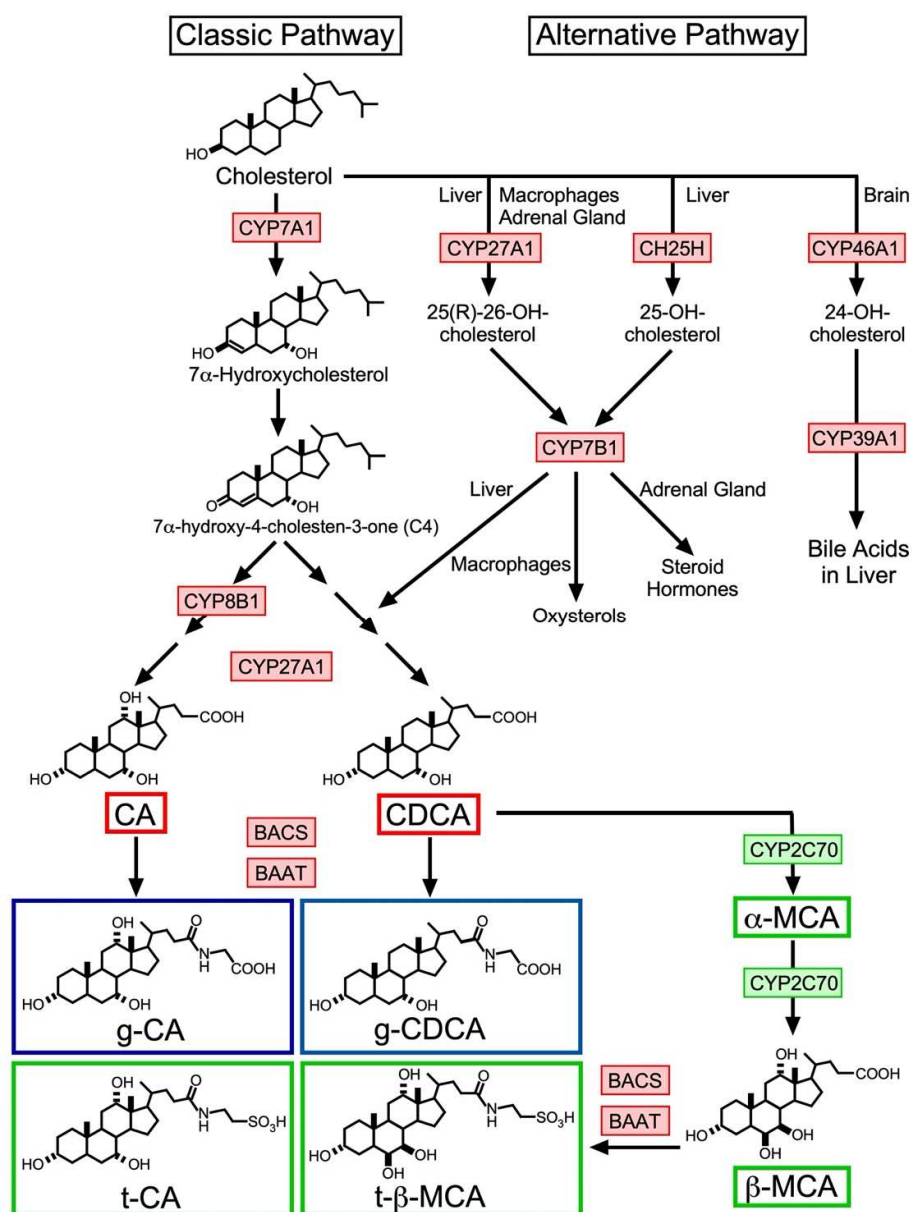 Classic Pathway
Alternative Pathway
HO
Cholesterol
Liver
Macrophages
Adrenal Gland
Liver
Brain
CYP7A1
CYP27A1
CH25H
CYP46A1
25(R)-26-OH-
cholesterol
25-OH-
cholesterol
24-OH-
cholesterol
HO
OH
7α-Hydroxycholesterol
CYP7B1
CYP39A1
O
OH
7α-hydroxy-4-cholesten-3-one (C4)
Liver
Adrenal Gland
Macrophages
Steroid
Hormones
Oxysterols
Bile Acids
in Liver
CYP8B1
CYP27A1
OH
COOH
HO
OH
COOH
HO
OH
CA
CDCA
BACS
BAAT
CYP2C70
α-MCA
CYP2C70
OH
O
N
H
COOH
HO
OH
g-CA
O
N
H
COOH
HO
OH
g-CDCA
OH
O
N
H
SO3H
HO
OH
t-CA
OH
O
N
H
SO3H
HO
OH
OH
t-β-MCA
BACS
BAAT
OH
COOH
HO
OH
OH
β-MCA